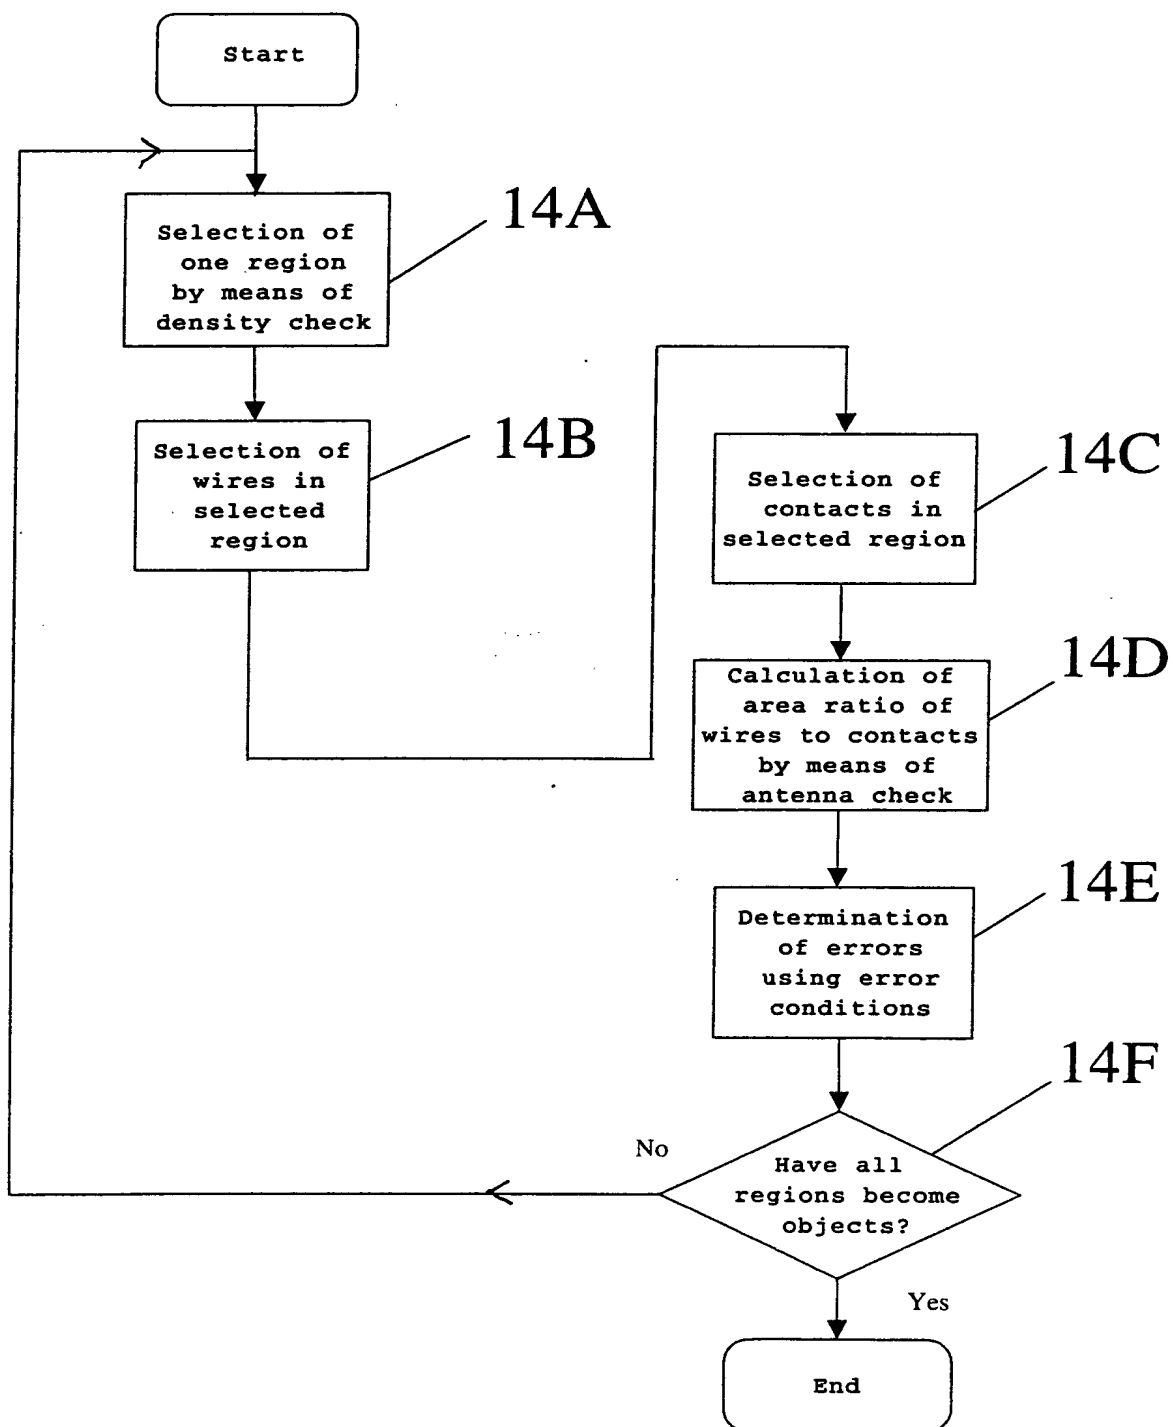 Start
14A
Selection of
one region
by means of
density check
14B
Selection of
wires in
selected
region
14C
Selection of
contacts in
selected region
14D
Calculation of
area ratio of
wires to contacts
by means of
antenna check
14E
Determination
of errors
using error
conditions
14F
No
Have all
regions become
objects?
Yes
End